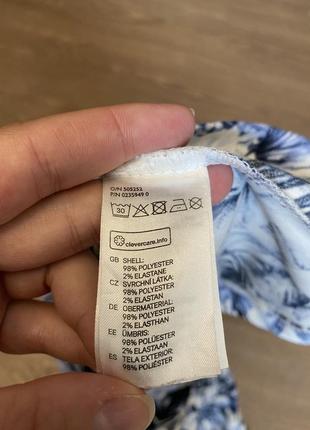 O/N 505252
P/N 0235949 0
30
clevercare.info
GB SHELL:
98% POLYESTER
2% ELASTANE
CZ SVRCHNÍ LÁTKA:
98% POLYESTER
2% ELASTAN
DE OBERMATERIAL:
98% POLYESTER
2% ELASTHAN
EE ÜMBRIS:
98% POLÜESTER
2% ELASTAAN
ES TELA EXTERIOR:
98% POLIÉSTER